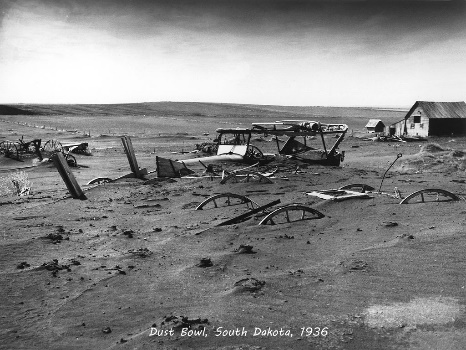 Dust Bowl, South Dakota, 1936